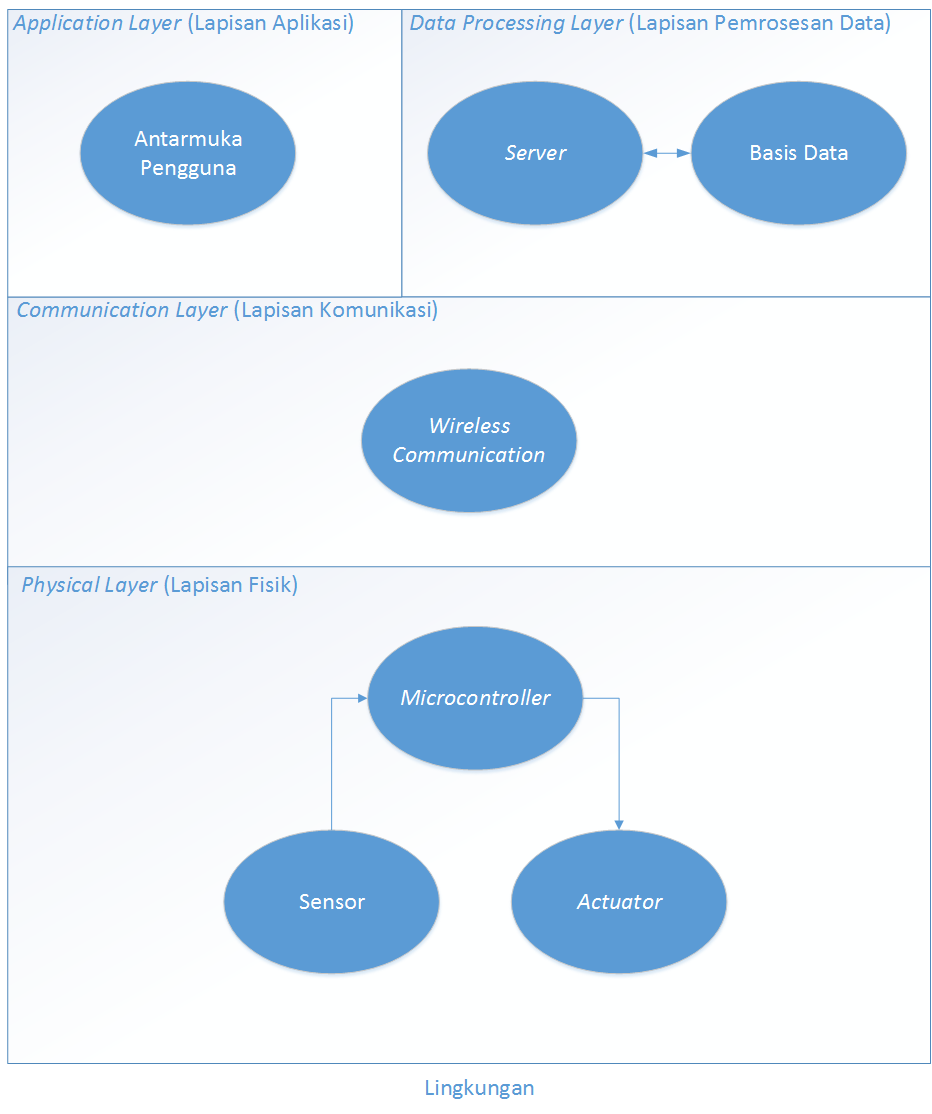 Application Layer (Lapisan Aplikasi)
Data Processing Layer (Lapisan Pemrosesan Data)
Antarmuka
Pengguna
Server
Basis Data
Communication Layer (Lapisan Komunikasi)
Wireless
Communication
Physical Layer (Lapisan Fisik)
Microcontroller
Sensor
Actuator
Lingkungan